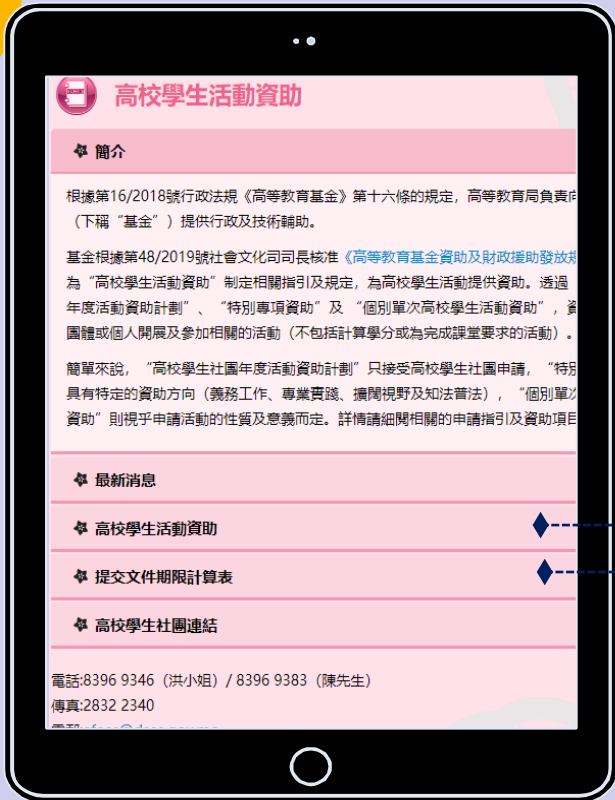 高校學生活動資助
簡介
根據第16/2018號行政法規《高等教育基金》第十六條的規定，高等教育局負責向
（下稱“基金”）提供行政及技術輔助。
基金根據第48/2019號社會文化司司長核准《高等教育基金資助及財政援助發放規
為“高校學生活動資助”制定相關指引及規定，為高校學生活動提供資助。透過
年度活動資助計劃”、“特別專項資助”及“個別單次高校學生活動資助”，資
團體或個人開展及參加相關的活動（不包括計算學分或為完成課堂要求的活動）。
簡單來說，“高校學生社團年度活動資助計劃”只接受高校學生社團申請，“特別
具有特定的資助方向（義務工作、專業實踐、擴闊視野及知法普法），“個別單次
資助”則視乎申請活動的性質及意義而定。詳情請細閱相關的申請指引及資助項目
最新消息
高校學生活動資助
提交文件期限計算表
高校學生社團連結
電話:8396 9346（洪小姐）/ 8396 9383（陳先生）
傳真:2832 2340